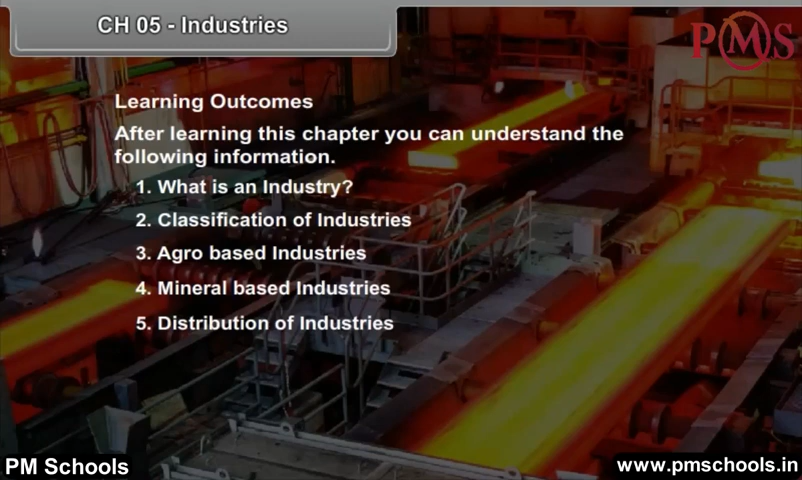 CH 05 - Industries
PMS
Learning Outcomes
After learning this chapter you can understand the
following information.
1. What is an Industry?
2. Classification of Industries
3. Agro based Industries
4. Mineral based Industries
5. Distribution of Industries
PM Schools
www.pmschools.in